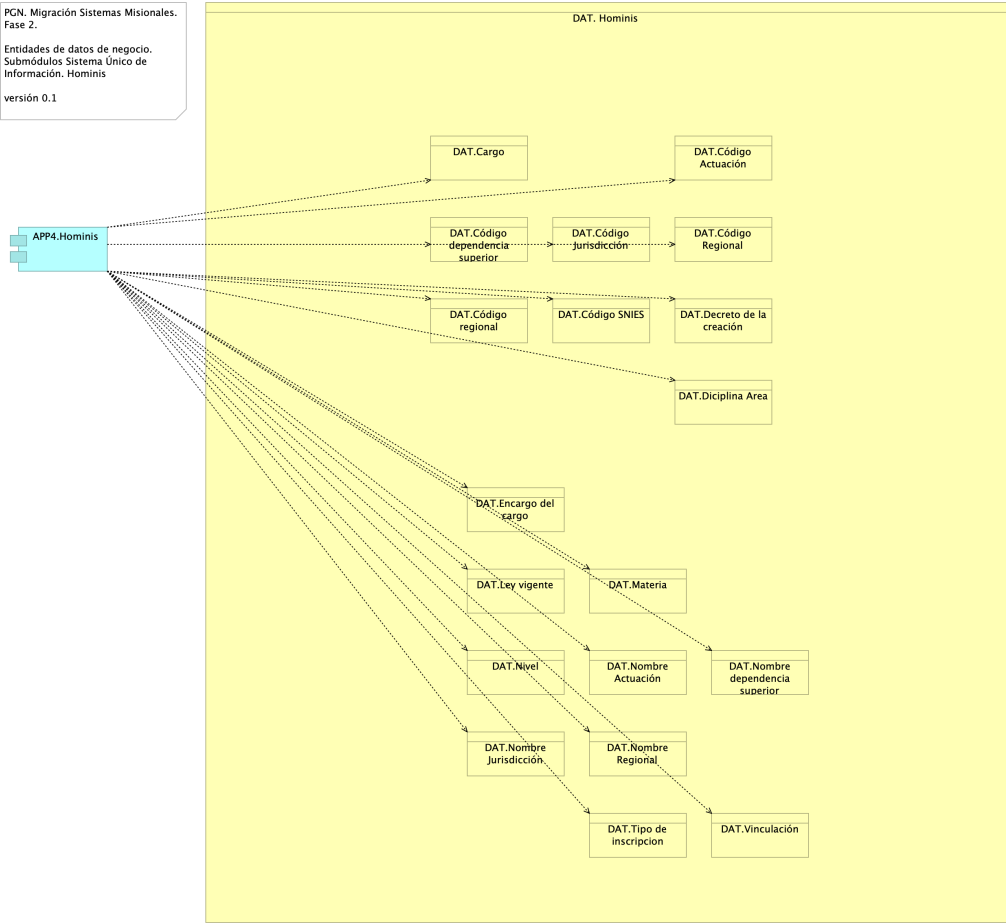 PGN. Migración Sistemas Misionales.
Fase 2.
Entidades de datos de negocio.
Submódulos Sistema Único de
Información. Hominis
versión 0.1
DAT. Hominis
DAT.Cargo
DAT.Código
Actuación
APP4.Hominis
DAT.Código
dependencia
superior
DAT.Código
Jurisdicción
DAT.Código
Regional
DAT.Código
regional
DAT.Código SNIES
DAT.Decreto de la
creación
DAT.Diciplina Area
DAT.Encargo del
cargo
DAT.Ley vigente
DAT.Materia
DAT.Nivel
DAT.Nombre
Actuación
DAT.Nombre
dependencia
superior
DAT.Nombre
Jurisdicción
DAT.Nombre
Regional
DAT.Tipo de
inscripcion
DAT.Vinculación